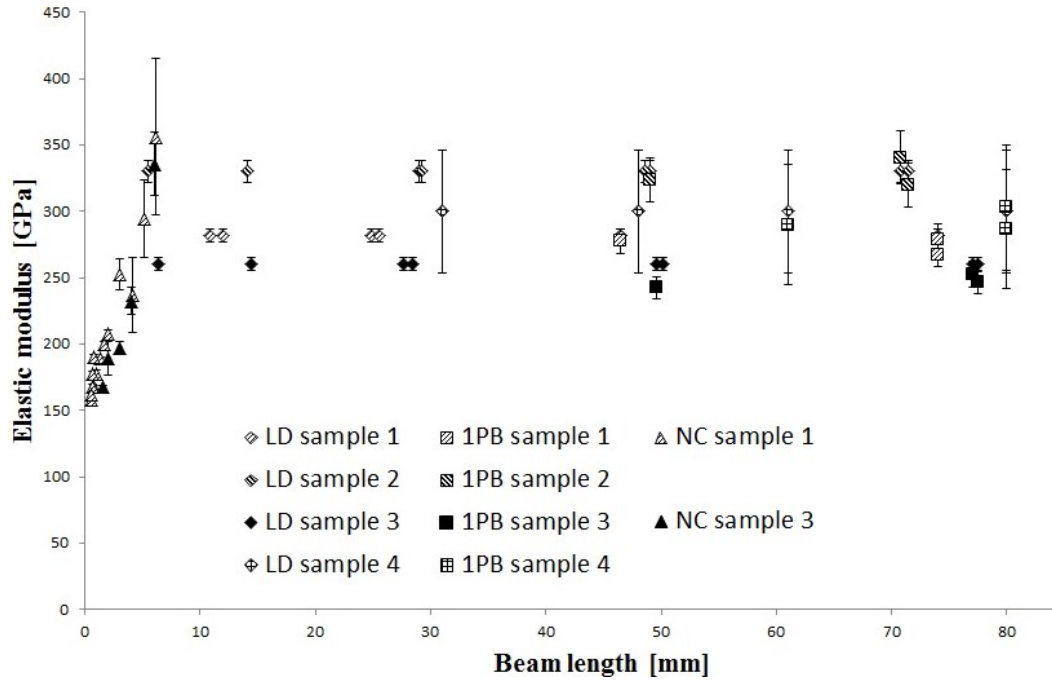 450
400
350
300
250
200
150
100
50
0
Elastic modulus [GPa]
LD sample 1 1PB sample 1 NC sample 1
LD sample 2 1PB sample 2
LD sample 3 1PB sample 3 NC sample 3
LD sample 4 1PB sample 4
0 10 20 30 40 50 60 70 80
Beam length [mm]